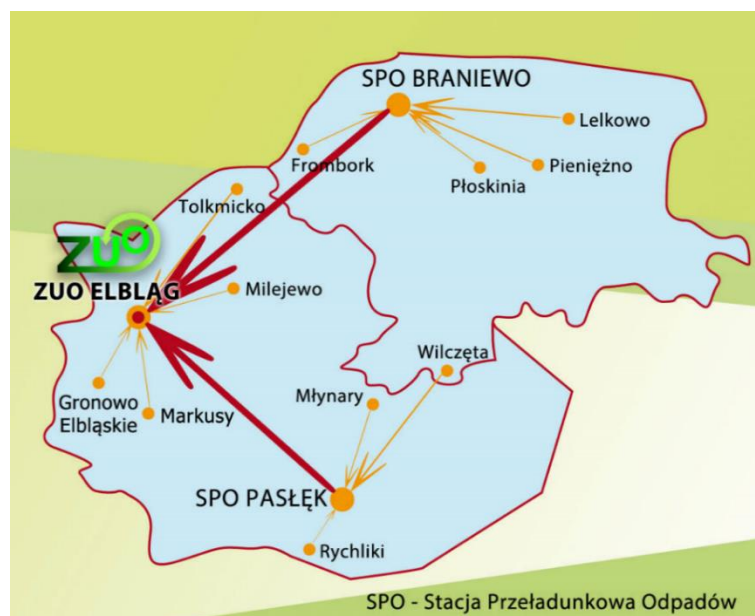 SPO BRANIEWO
Lelkowo
Frombork
Płoskinia
Pieniężno
Tolkmicko
ZUO
ZUO ELBLĄG
Milejewo
Wilczęta
Młynary
Gronowo
Elbląskie
Markusy
SPO PASŁĘK
Rychliki
SPO - Stacja Przeładunkowa Odpadów